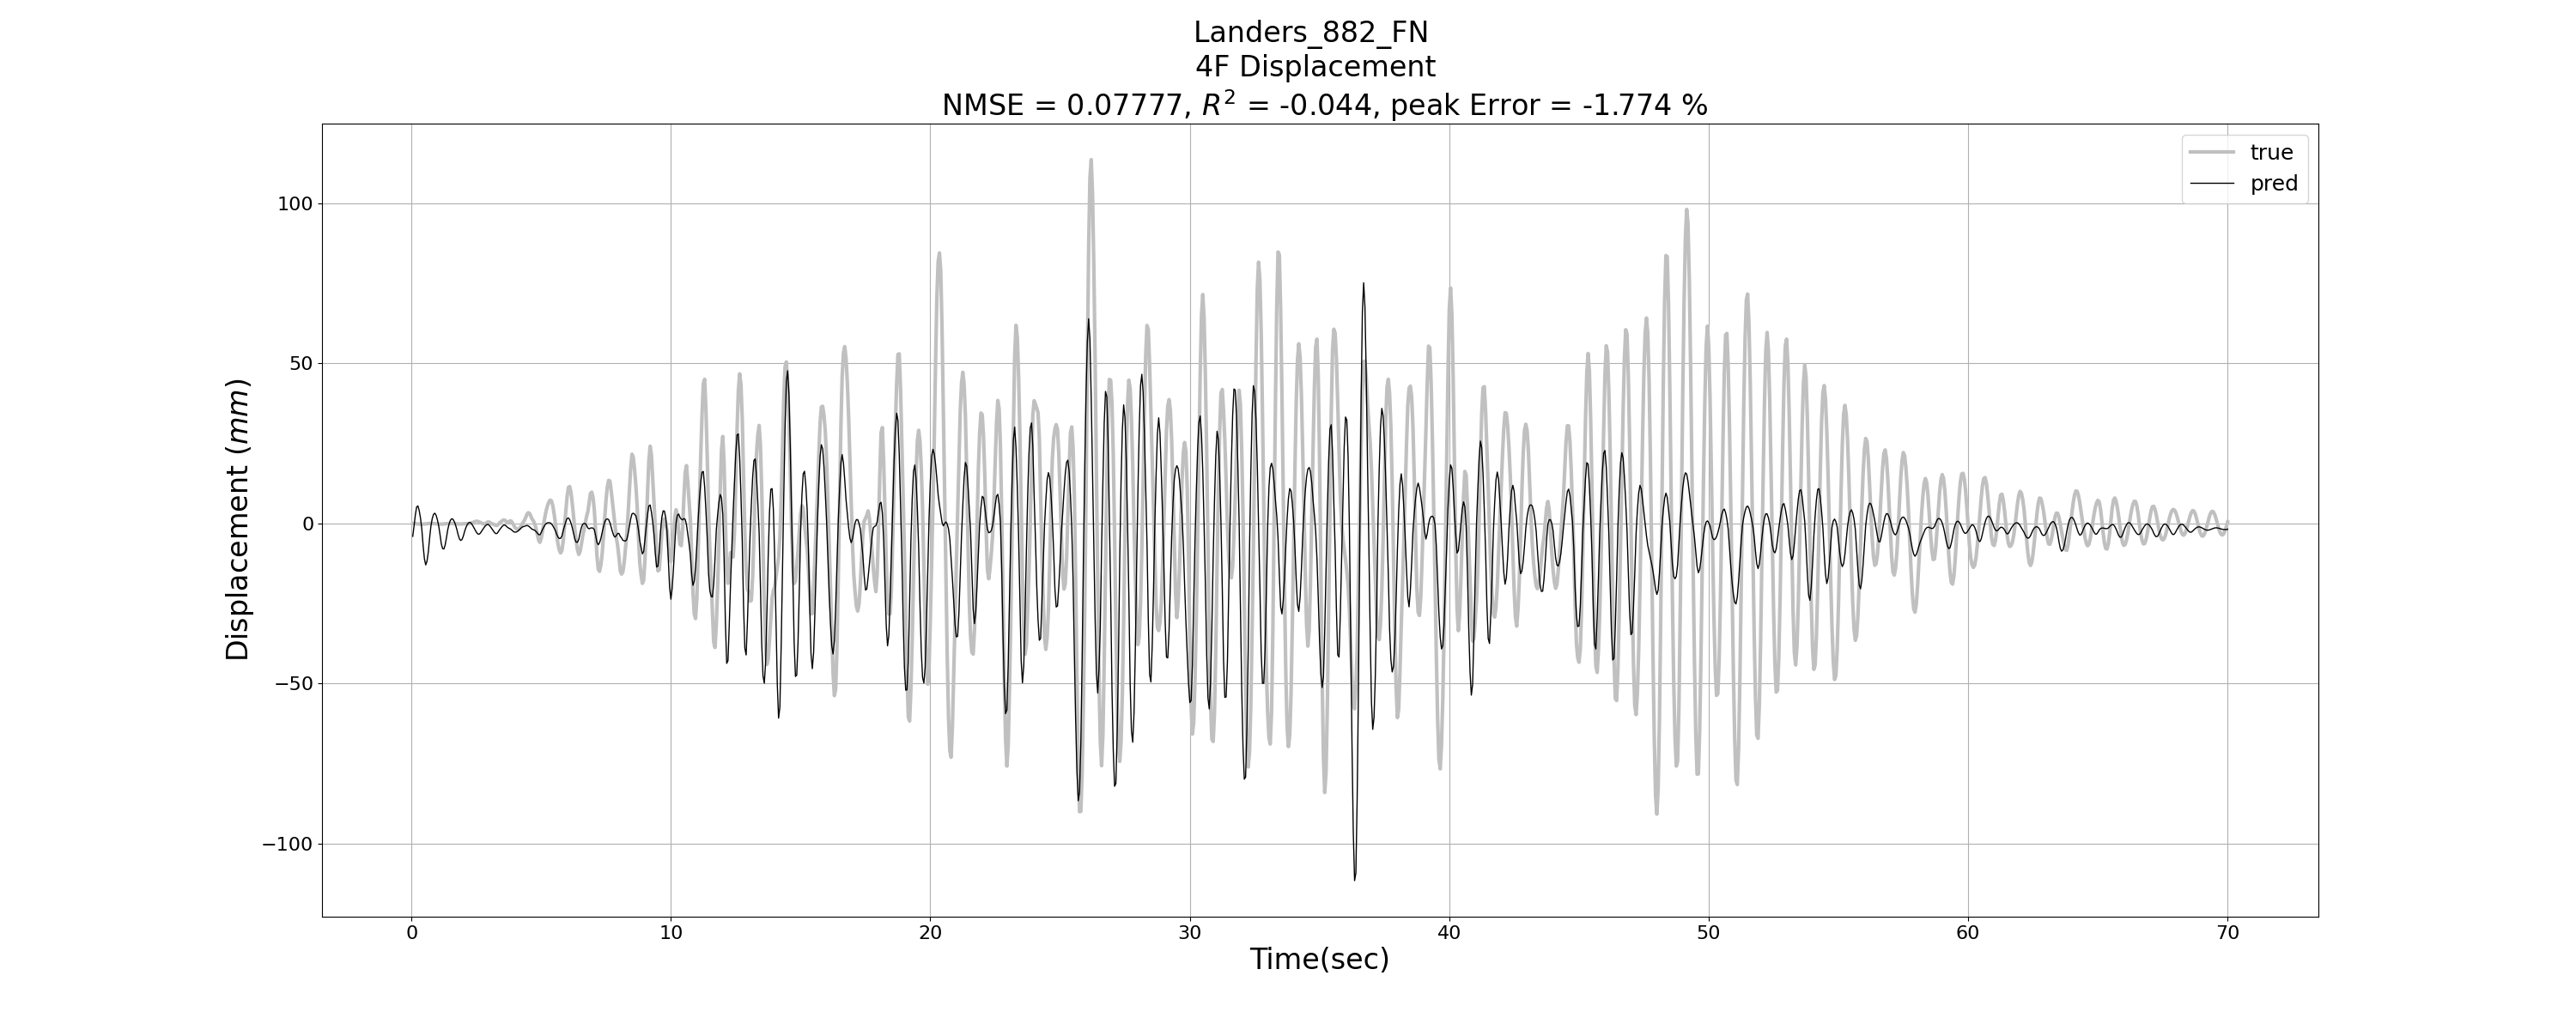 Landers_882_FN
4F Displacement
NMSE = 0.07777, R² = -0.044, peak Error = -1.774 %
true
pred
Displacement (mm)
100
50
0
−50
−100
0 10 20 30 40 50 60 70
Time(sec)